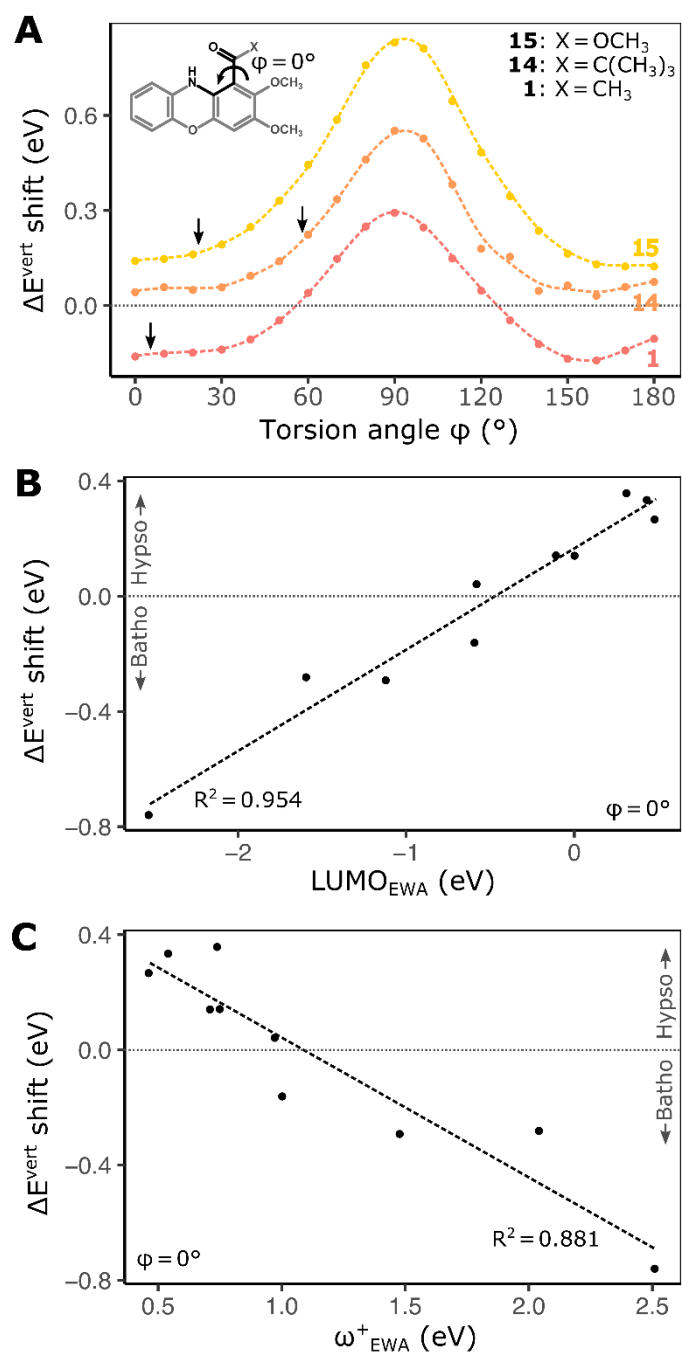 A
15: X=OCH₃
14: X=C(CH₃)₃
1: X=CH₃
O
X
φ=0°
H
N
OCH₃
O
OCH₃
ΔEᵛᵉʳᵗ shift (eV)
0.6
0.3
0.0
15
14
1
0 30 60 90 120 150 180
Torsion angle φ (°)
B
ΔEᵛᵉʳᵗ shift (eV)
0.4
0.0
−0.4
−0.8
←Batho Hypso→
R²=0.954
φ=0°
−2 −1 0
LUMO_EWA (eV)
C
ΔEᵛᵉʳᵗ shift (eV)
0.4
0.0
−0.4
−0.8
←Batho Hypso→
R²=0.881
φ=0°
0.5 1.0 1.5 2.0 2.5
ω⁺_EWA (eV)